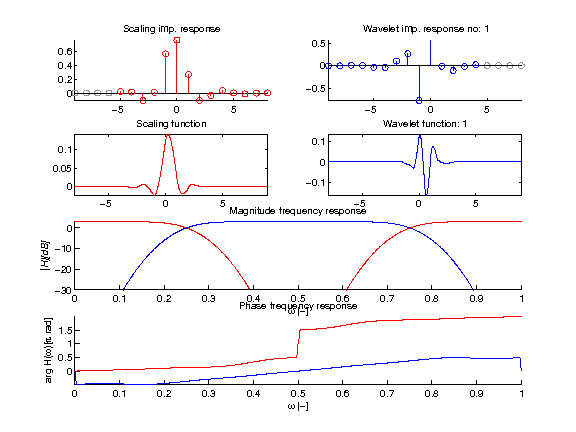 Scaling imp. response
Wavelet imp. response no: 1
0.6
0.4
0.2
0
−5
0
5
0.5
0
−0.5
−5
0
5
Scaling function
Wavelet function: 1
0.1
0.05
0
−5
0
5
0.1
0
−0.1
−5
0
5
Magnitude frequency response
|H|[dB]
0
−10
−20
−30
0 0.1 0.2 0.3 0.4 0.5 0.6 0.7 0.8 0.9 1
ω [−]
Phase frequency response
arg H(ω)[π rad]
1.5
1
0.5
0
0 0.1 0.2 0.3 0.4 0.5 0.6 0.7 0.8 0.9 1
ω [−]